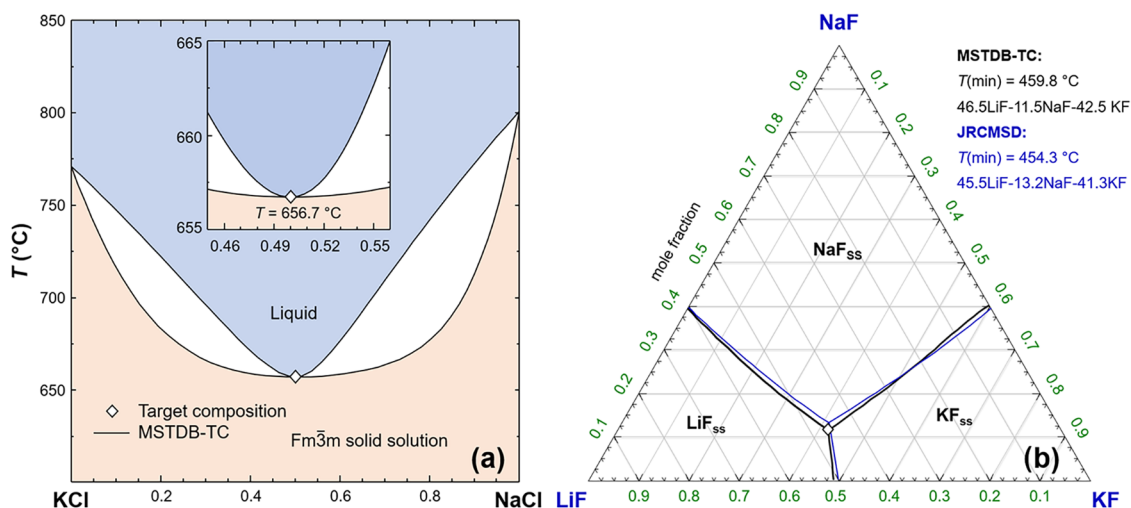 850
800
750
700
650
T (°C)
665
660
655
T = 656.7 °C
0.46
0.49
0.52
0.55
Liquid
Target composition
MSTDB-TC
Fm3̅m solid solution
(a)
KCl
0.2
0.4
0.5
0.6
0.8
NaCl
NaF
MSTDB-TC:
T(min) = 459.8 °C
46.5LiF-11.5NaF-42.5 KF
JRCMSD:
T(min) = 454.3 °C
45.5LiF-13.2NaF-41.3KF
mole fraction
0.9
0.8
0.7
0.6
0.5
0.4
0.3
0.2
0.1
0.1
0.2
0.3
0.4
0.5
0.6
0.7
0.8
0.9
NaFSS
LiFSS
KFSS
(b)
LiF
0.9
0.8
0.7
0.6
0.5
0.4
0.3
0.2
0.1
KF